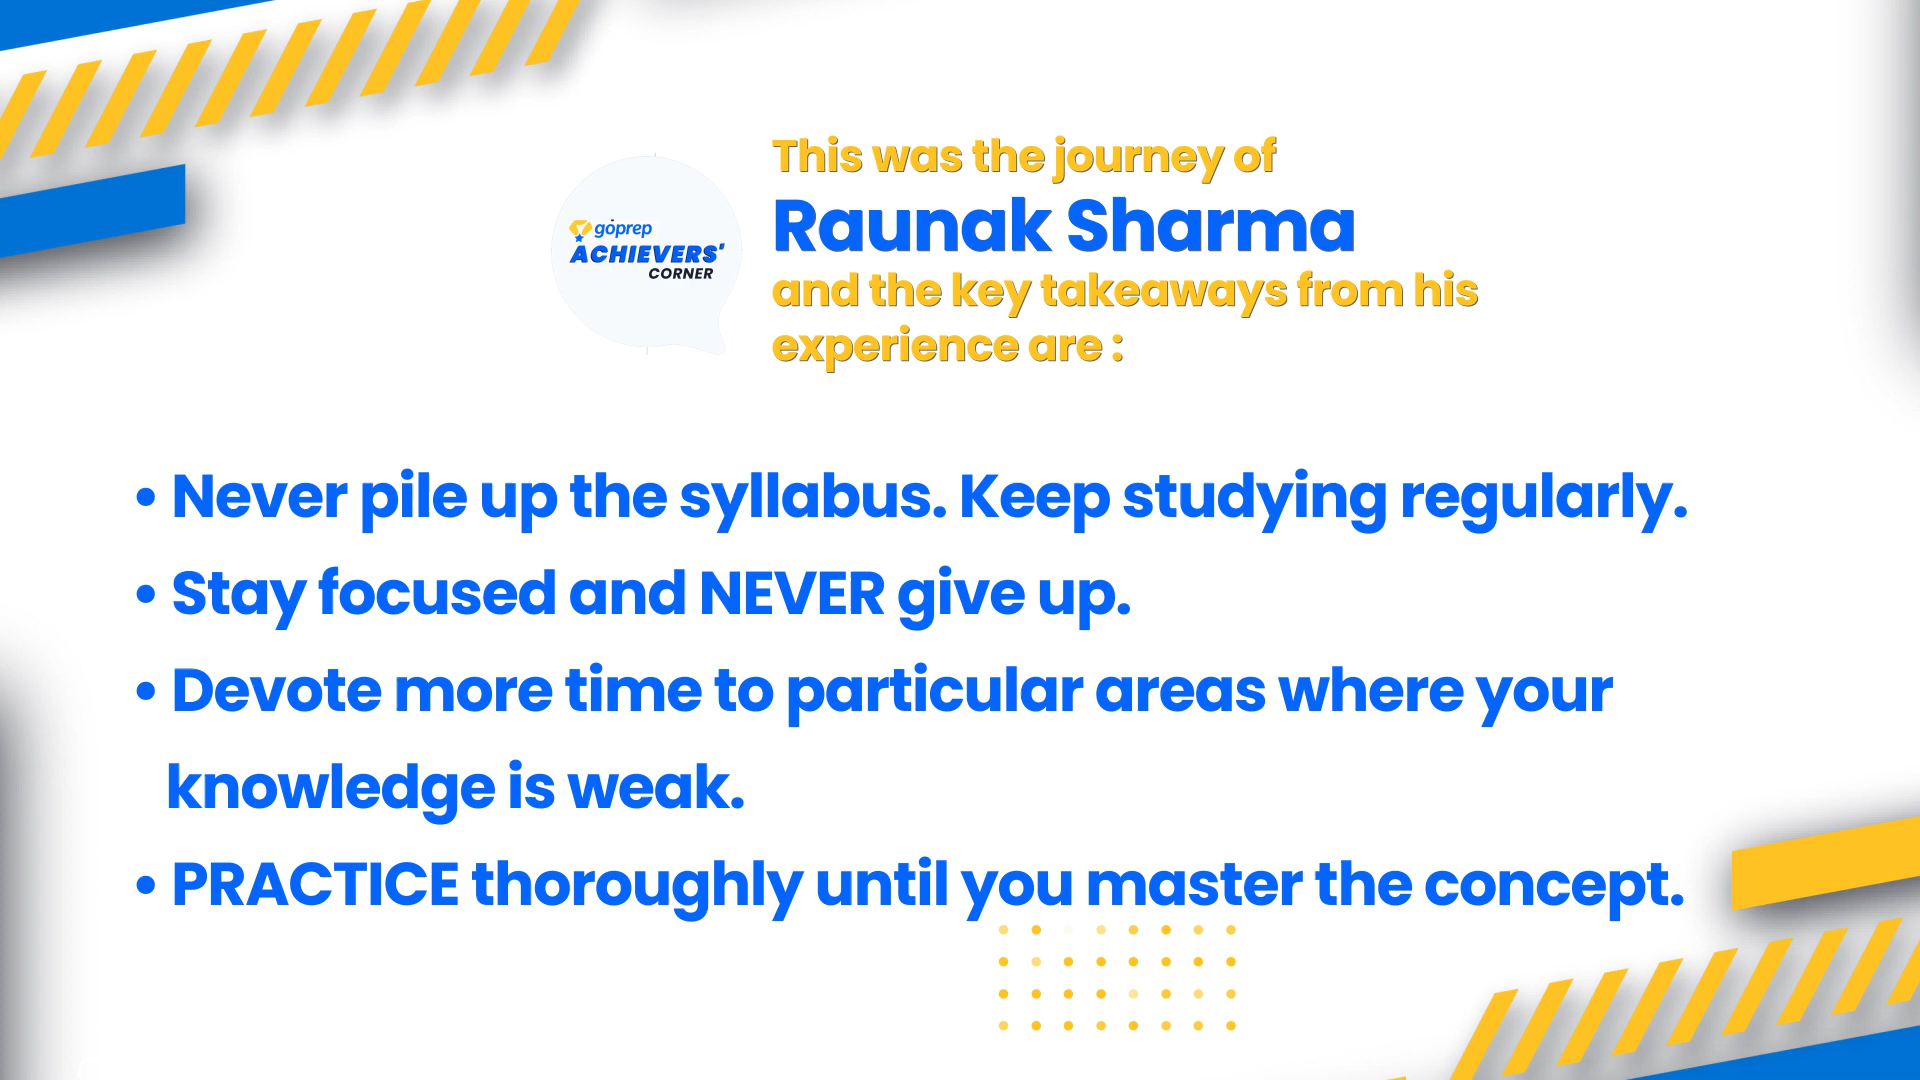 This was the journey of
Raunak Sharma
and the key takeaways from his
experience are :
goprep
ACHIEVERS'
CORNER
• Never pile up the syllabus. Keep studying regularly.
• Stay focused and NEVER give up.
• Devote more time to particular areas where your
knowledge is weak.
• PRACTICE thoroughly until you master the concept.